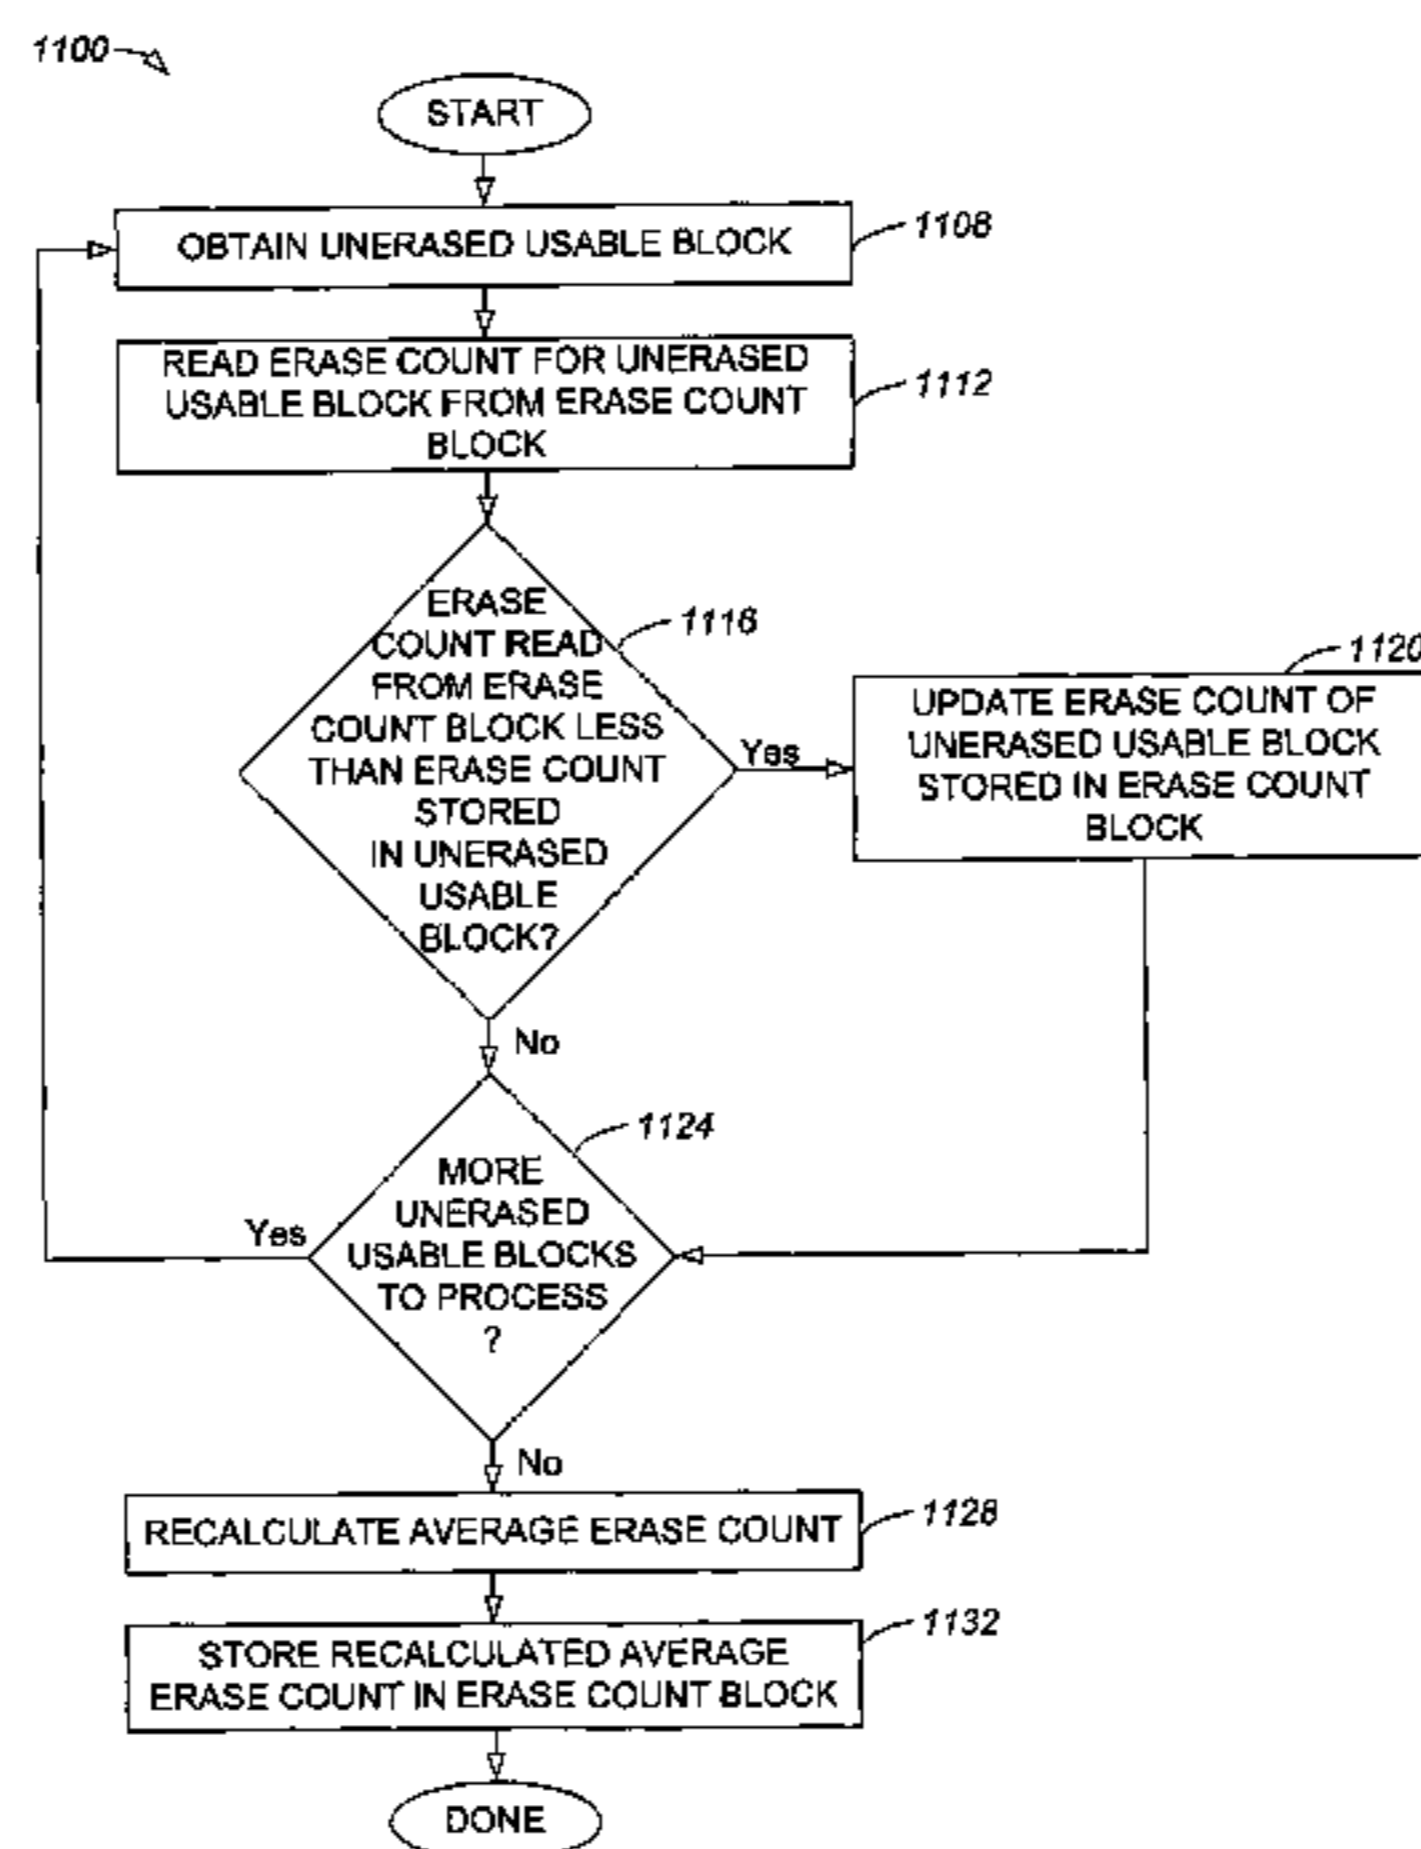 1100
START
OBTAIN UNERASED USABLE BLOCK
1108
READ ERASE COUNT FOR UNERASED
USABLE BLOCK FROM ERASE COUNT
BLOCK
1112
ERASE
COUNT READ
FROM ERASE
COUNT BLOCK LESS
THAN ERASE COUNT
STORED
IN UNERASED
USABLE
BLOCK?
1116
Yes
1120
UPDATE ERASE COUNT OF
UNERASED USABLE BLOCK
STORED IN ERASE COUNT
BLOCK
No
1124
MORE
UNERASED
USABLE BLOCKS
TO PROCESS
?
Yes
No
RECALCULATE AVERAGE ERASE COUNT
1128
STORE RECALCULATED AVERAGE
ERASE COUNT IN ERASE COUNT BLOCK
1132
DONE